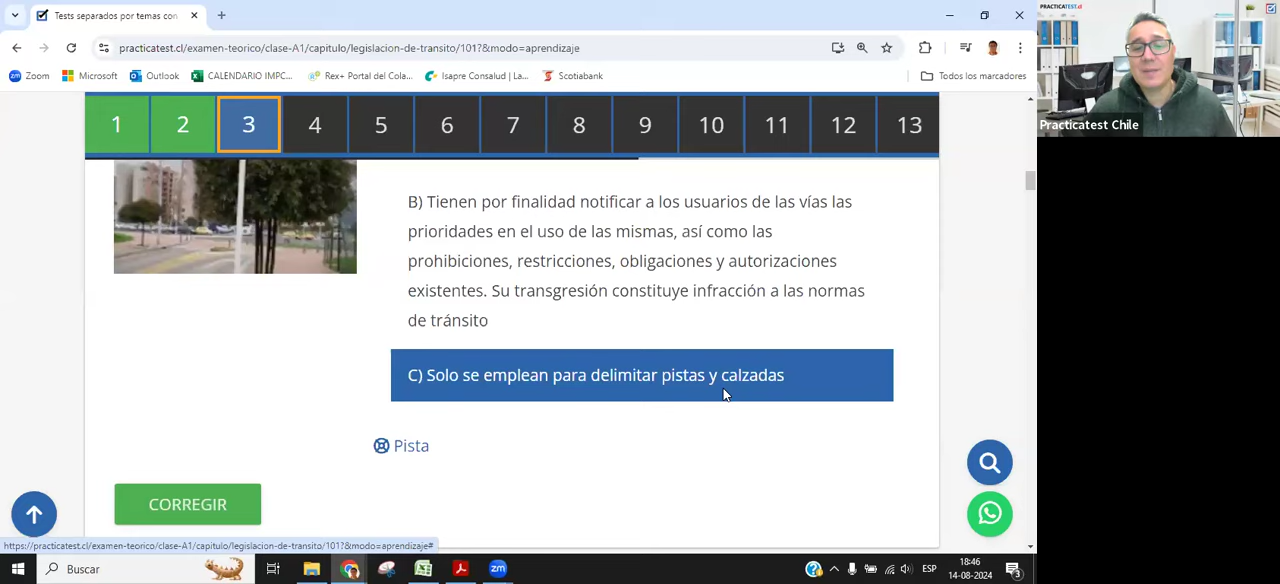 Tests separados por temas con
practicatest.cl/examen-teorico/clase-A1/capitulo/legislacion-de-transito/101?&modo=aprendizaje
Zoom
Microsoft
Outlook
CALENDARIO IMPC...
Rex+ Portal del Cola...
Isapre Consalud | La...
Scotiabank
Todos los marcadores
1 2 3 4 5 6 7 8 9 10 11 12 13
B) Tienen por finalidad notificar a los usuarios de las vías las
prioridades en el uso de las mismas, así como las
prohibiciones, restricciones, obligaciones y autorizaciones
existentes. Su transgresión constituye infracción a las normas
de tránsito
C) Solo se emplean para delimitar pistas y calzadas
Pista
CORREGIR
https://practicatest.cl/examen-teorico/clase-A1/capitulo/legislacion-de-transito/101?&modo=aprendizaje#
Buscar
ESP
18:46
14-08-2024
3
PRACTICATEST.cl
Practicatest Chile